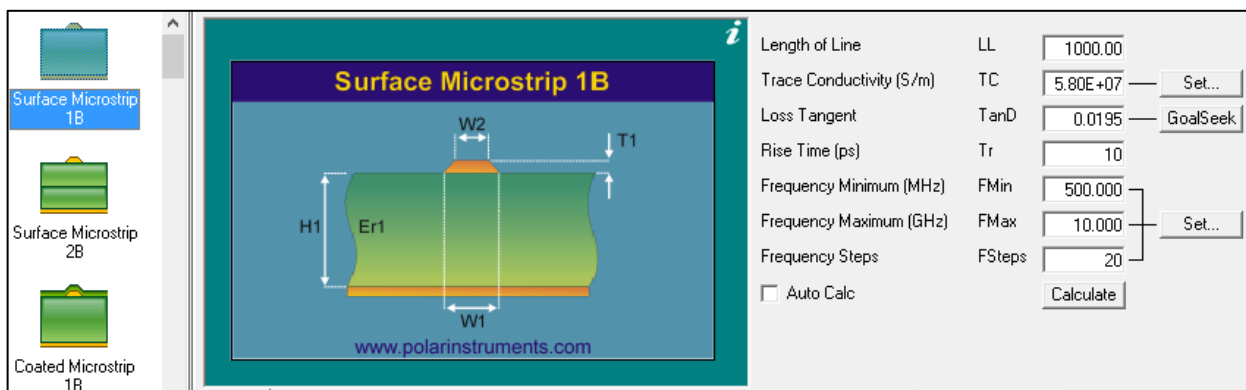 Surface Microstrip
1B
Surface Microstrip
2B
Coated Microstrip
1B
i
Surface Microstrip 1B
W2
T1
H1
Er1
W1
www.polarinstruments.com
Length of Line LL 1000.00
Trace Conductivity (S/m) TC 5.80E+07 Set...
Loss Tangent TanD 0.0195 GoalSeek
Rise Time (ps) Tr 10
Frequency Minimum (MHz) FMin 500.000
Frequency Maximum (GHz) FMax 10.000 Set...
Frequency Steps FSteps 20
Auto Calc Calculate